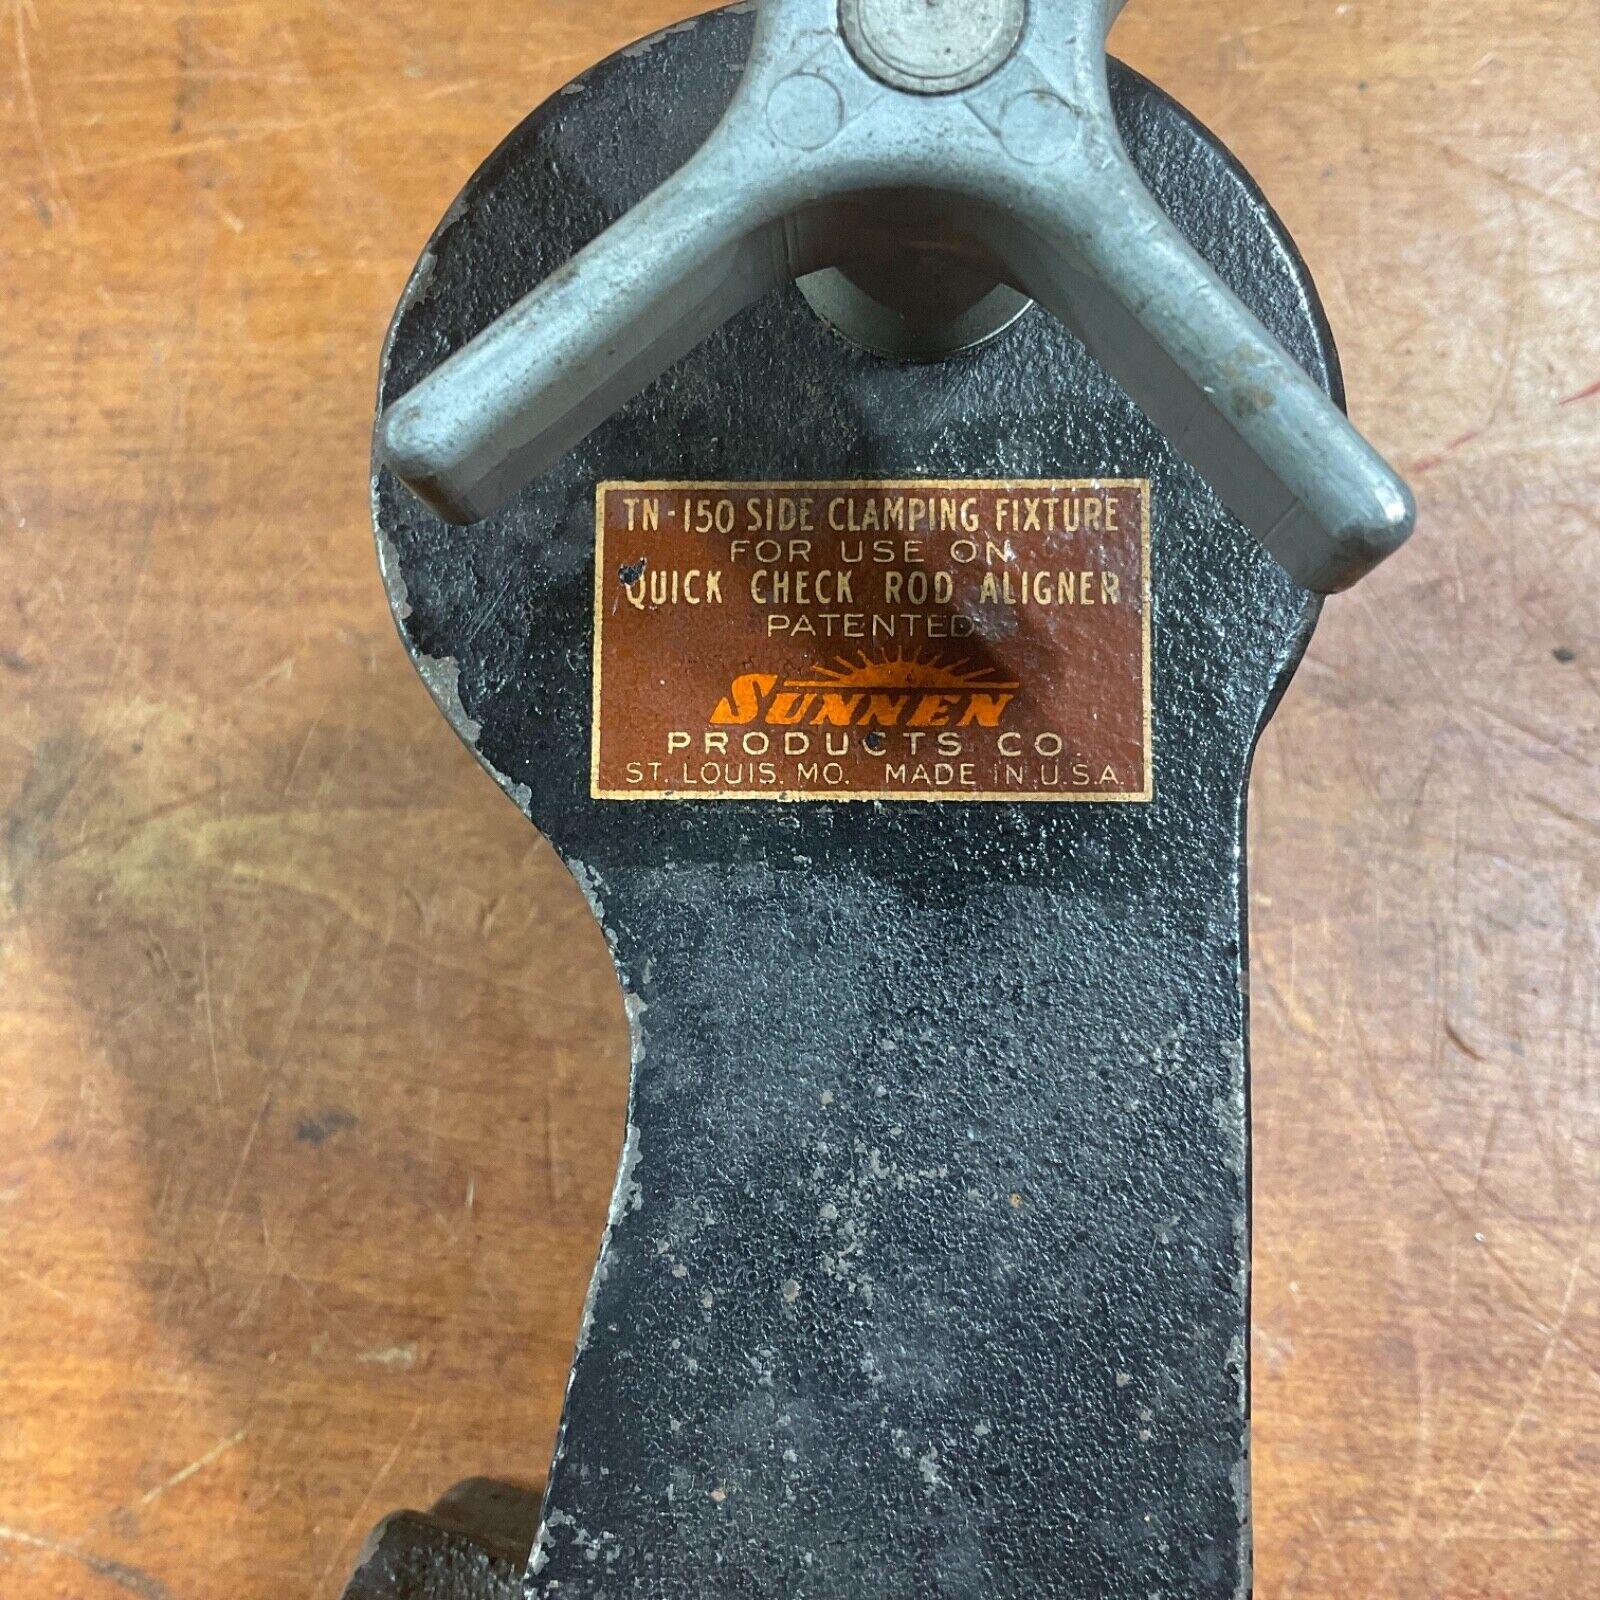 TN-150 SIDE CLAMPING FIXTURE
FOR USE ON
QUICK CHECK ROD ALIGNER
PATENTED
SUNNEN
PRODUCTS CO.
ST. LOUIS, MO. MADE IN U.S.A.